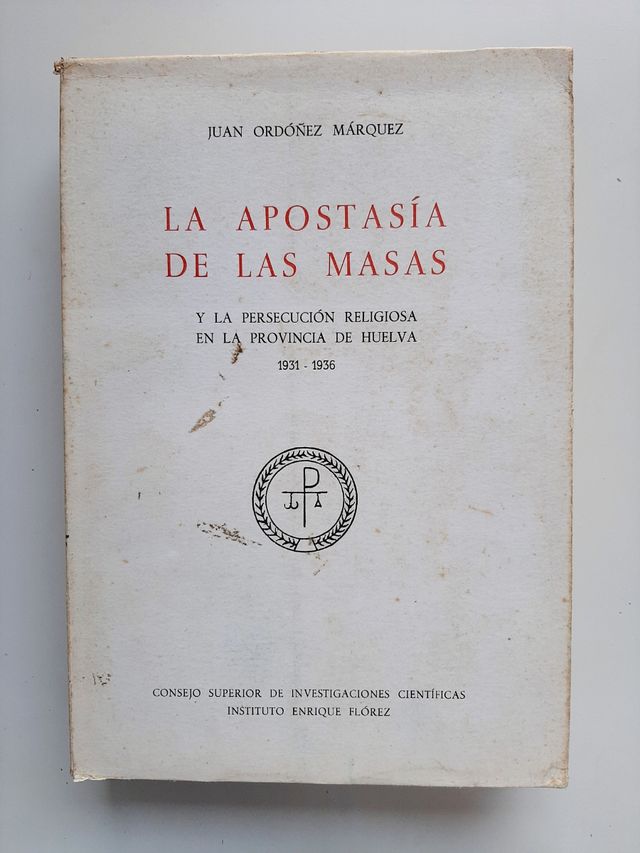 JUAN ORDÓÑEZ MÁRQUEZ
LA APOSTASÍA
DE LAS MASAS
Y LA PERSECUCIÓN RELIGIOSA
EN LA PROVINCIA DE HUELVA
1931 - 1936
CONSEJO SUPERIOR DE INVESTIGACIONES CIENTÍFICAS
INSTITUTO ENRIQUE FLÓREZ